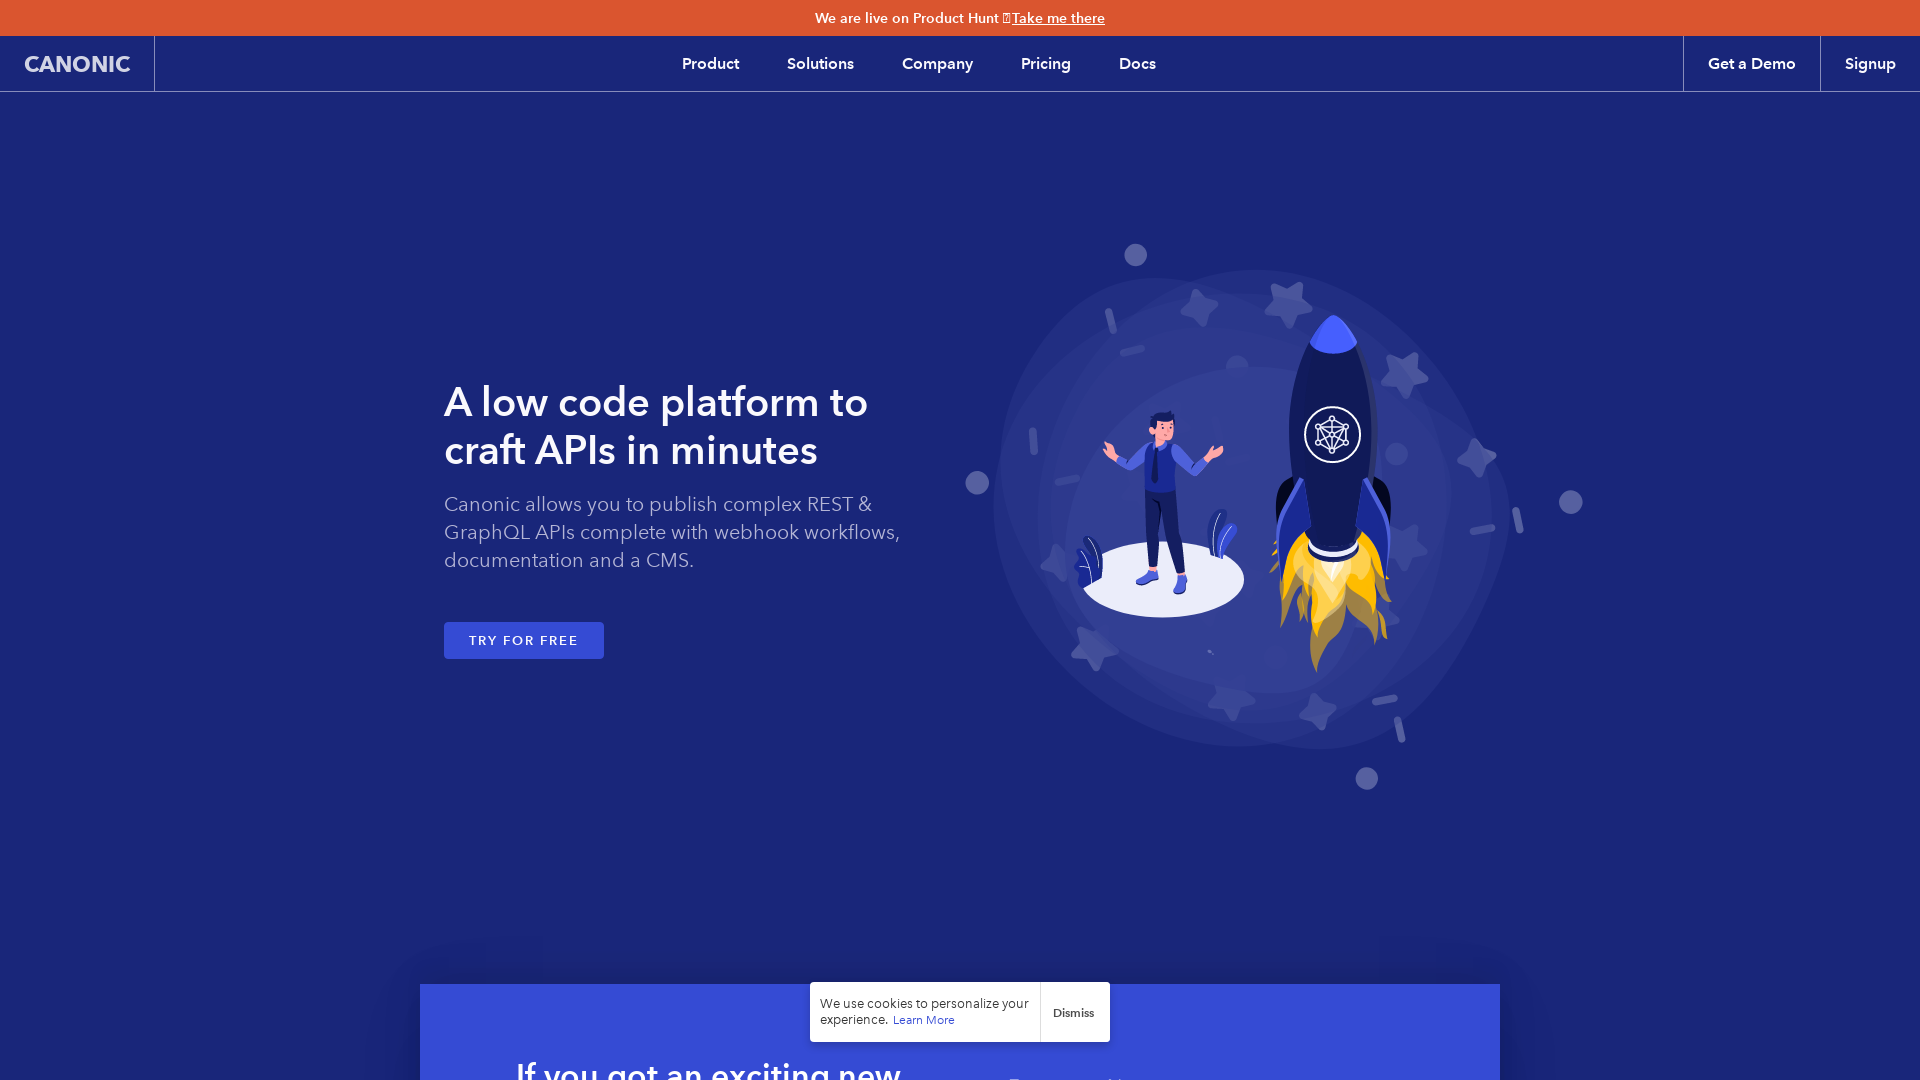 We are live on Product Hunt Take me there
CANONIC
Product
Solutions
Company
Pricing
Docs
Get a Demo
Signup
A low code platform to
craft APIs in minutes
Canonic allows you to publish complex REST &
GraphQL APIs complete with webhook workflows,
documentation and a CMS.
TRY FOR FREE
We use cookies to personalize your
experience. Learn More
Dismiss
If you got an exciting new